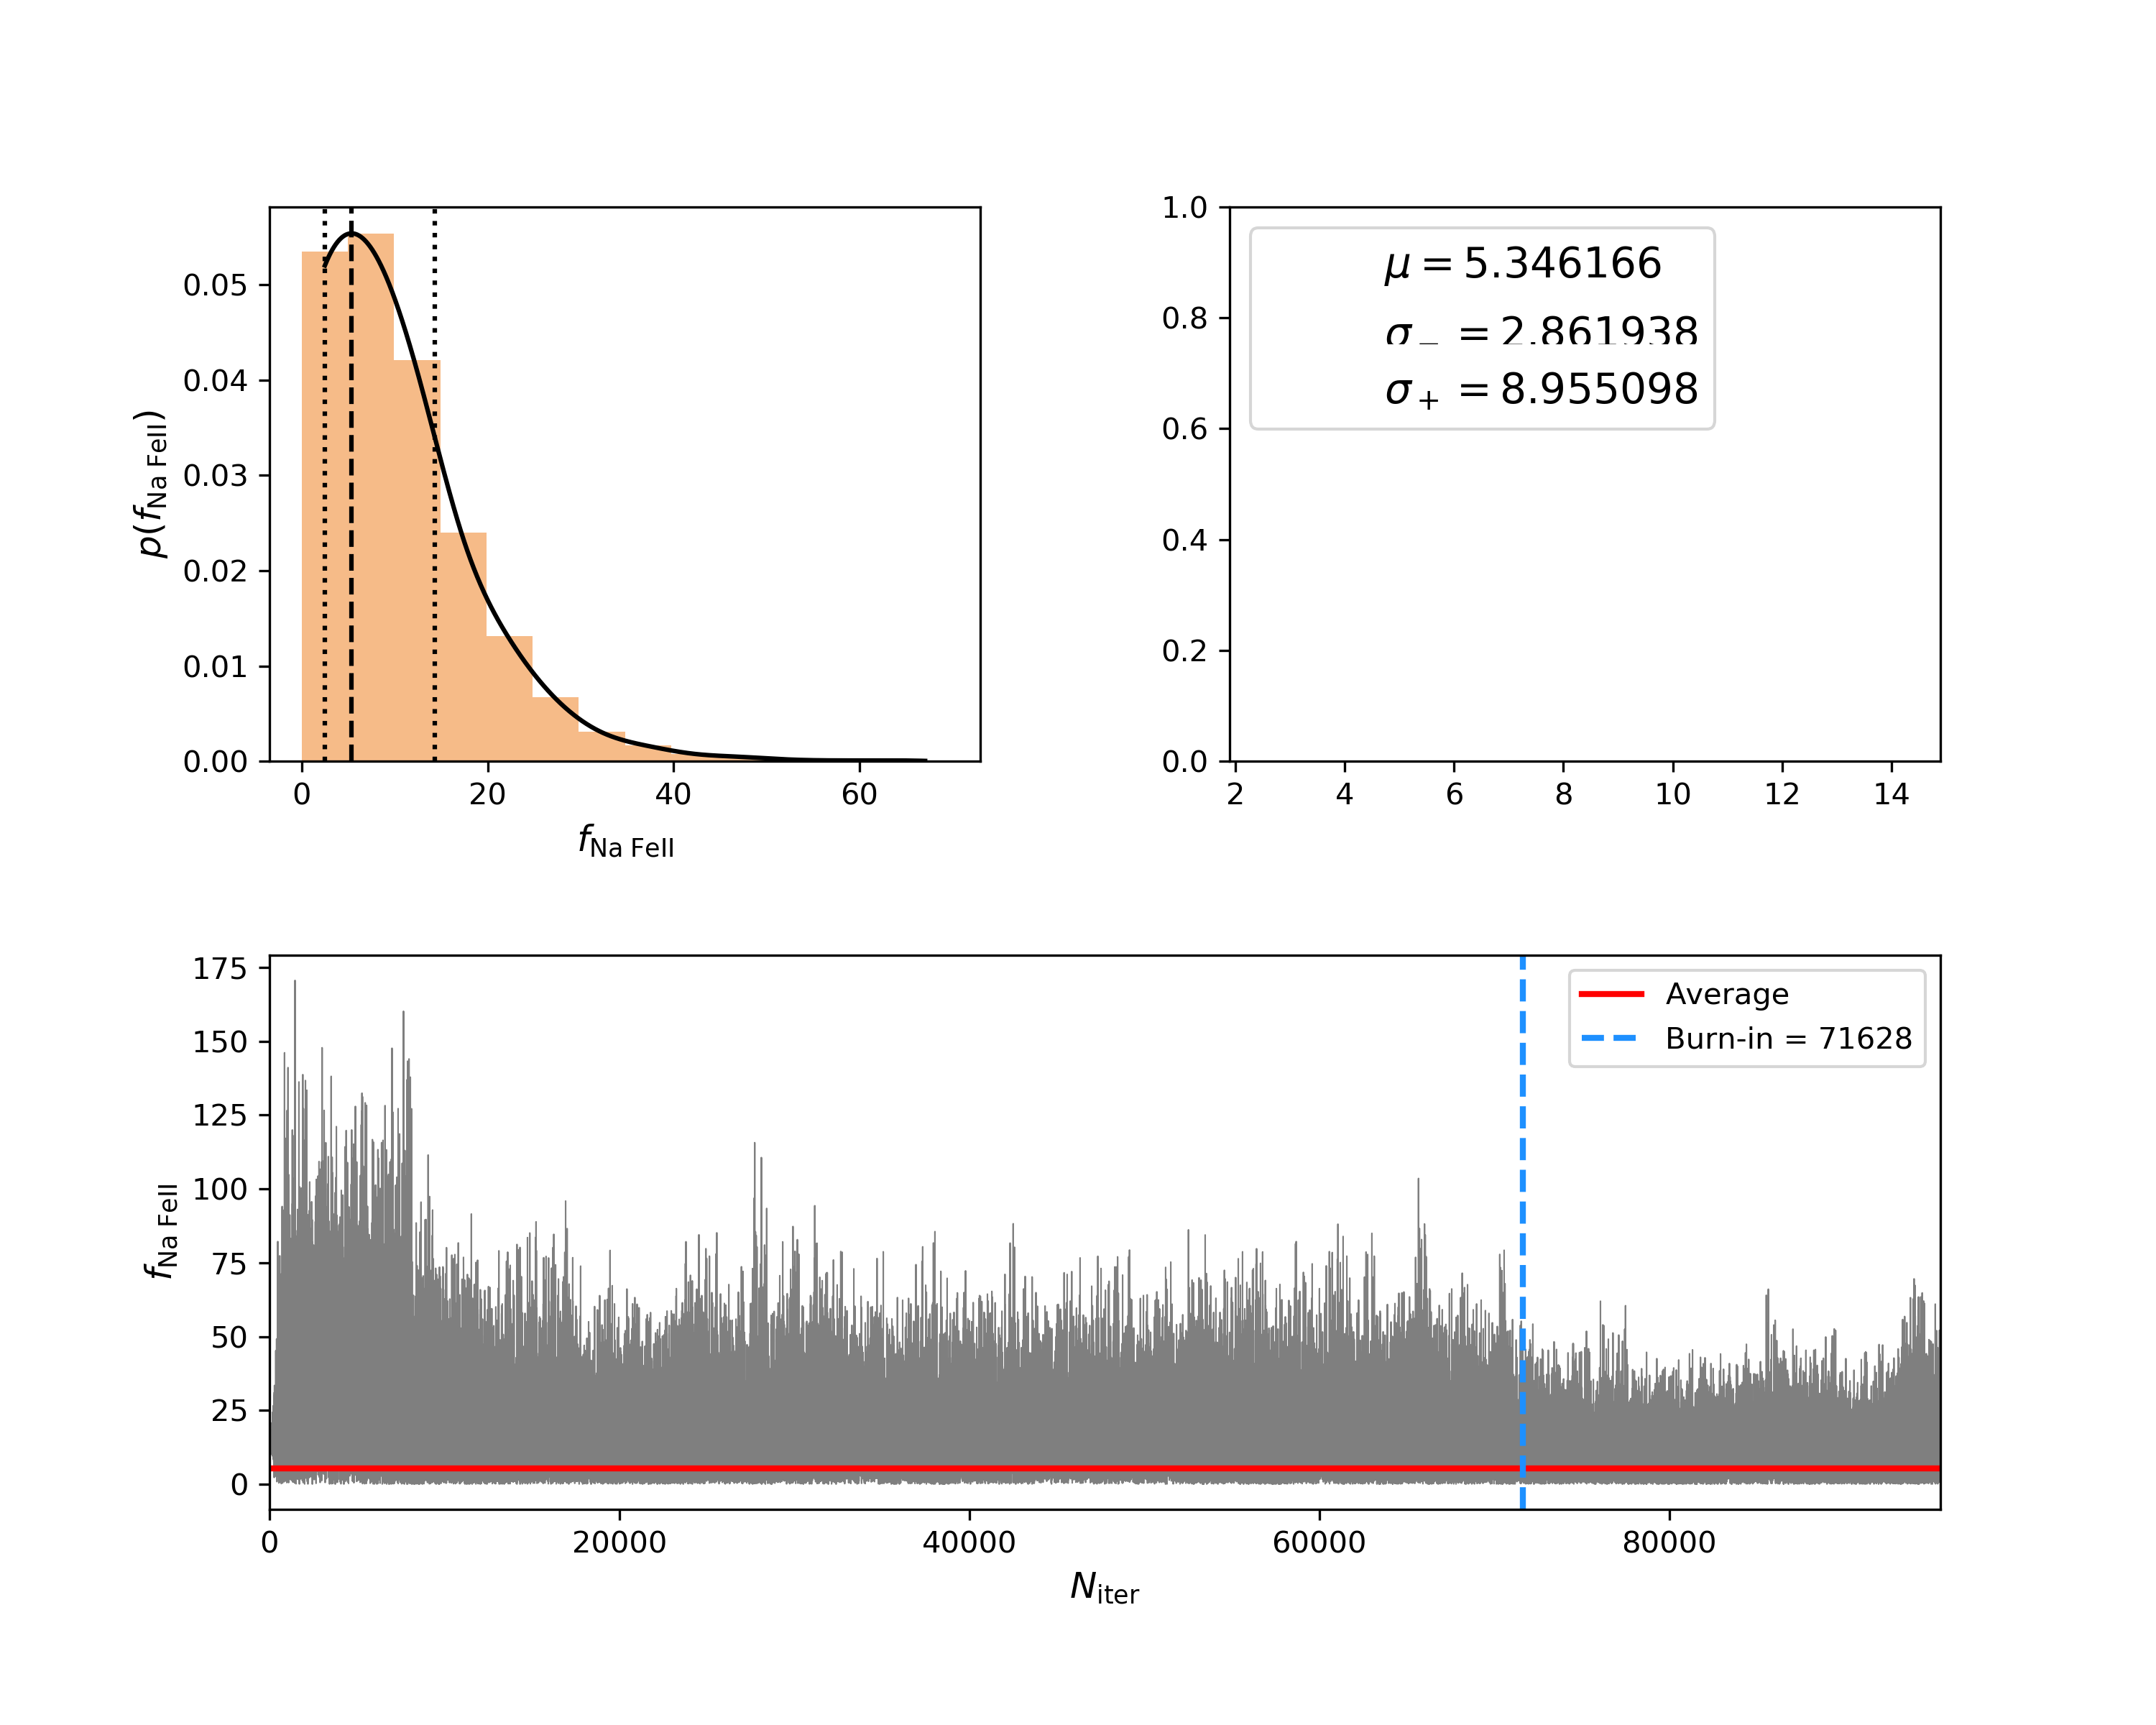 0.05
0.04
0.03
0.02
0.01
0.00
p(f_Na FeII)
0 20 40 60
f_Na FeII
1.0
0.8
0.6
0.4
0.2
0.0
μ = 5.346166
σ_− = 2.861938
σ_+ = 8.955098
2 4 6 8 10 12 14
175
150
125
100
75
50
25
0
f_Na FeII
Average
Burn-in = 71628
0 20000 40000 60000 80000
N_iter